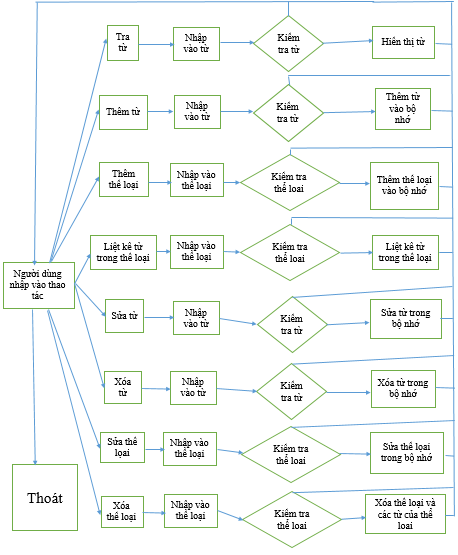 Tra
từ
Nhập
vào từ
Kiểm
tra từ
Hiển thị từ
Thêm từ
Nhập
vào từ
Kiểm
tra từ
Thêm từ
vào bộ
nhớ
Thêm
thể loại
Nhập vào
thể loại
Kiểm tra
thể loai
Thêm thể loại
vào bộ nhớ
Liệt kê từ
trong thể loại
Nhập vào
thể loại
Kiểm tra
thể loai
Liệt kê từ
trong thể loại
Người dùng
nhập vào thao
tác
Sửa từ
Nhập
vào từ
Kiểm
tra từ
Sửa từ trong
bộ nhớ
Xóa
từ
Nhập
vào từ
Kiểm
tra từ
Xóa từ trong
bộ nhớ
Sửa thể
loại
Nhập vào
thể loại
Kiểm tra
thể loai
Sửa thể loại
trong bộ nhớ
Thoát
Xóa
thể loại
Nhập vào
thể loại
Kiểm tra
thể loai
Xóa thể loại và
các từ của thể
loai